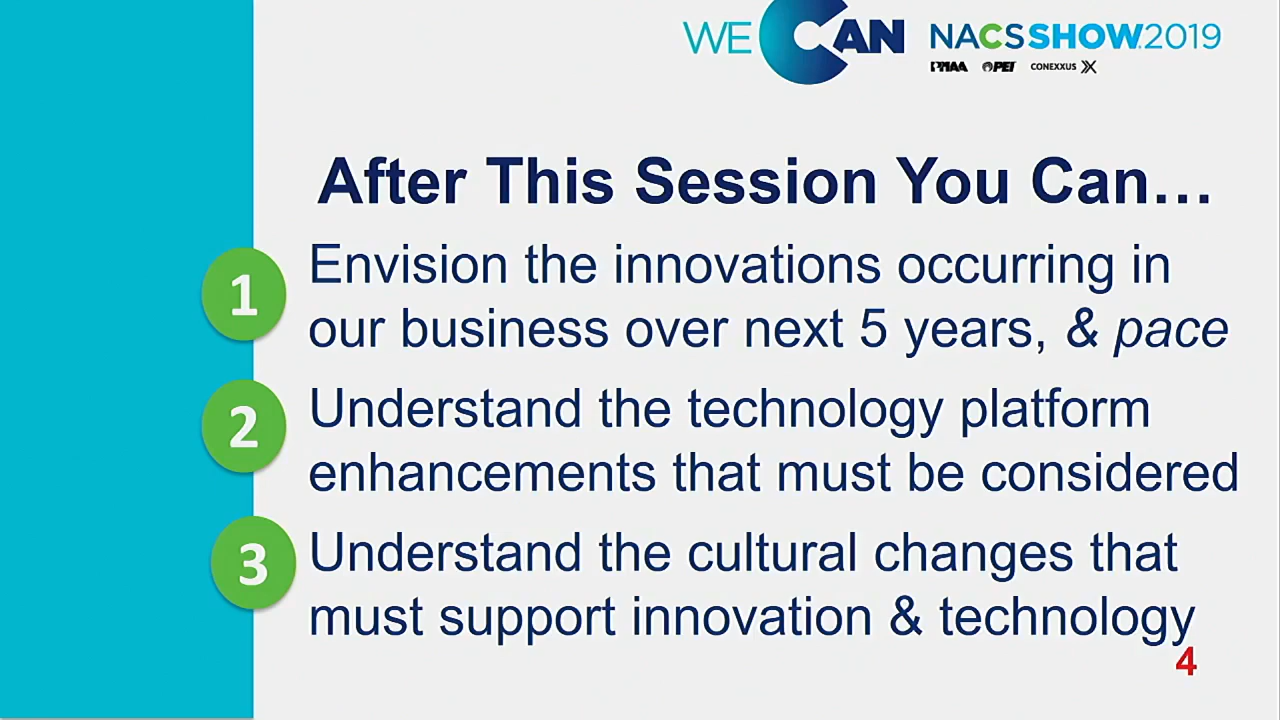 WE CAN NACSSHOW.2019
PMAA PEI CONEXXUS
After This Session You Can...
1 Envision the innovations occurring in
our business over next 5 years, & pace
2 Understand the technology platform
enhancements that must be considered
3 Understand the cultural changes that
must support innovation & technology
4